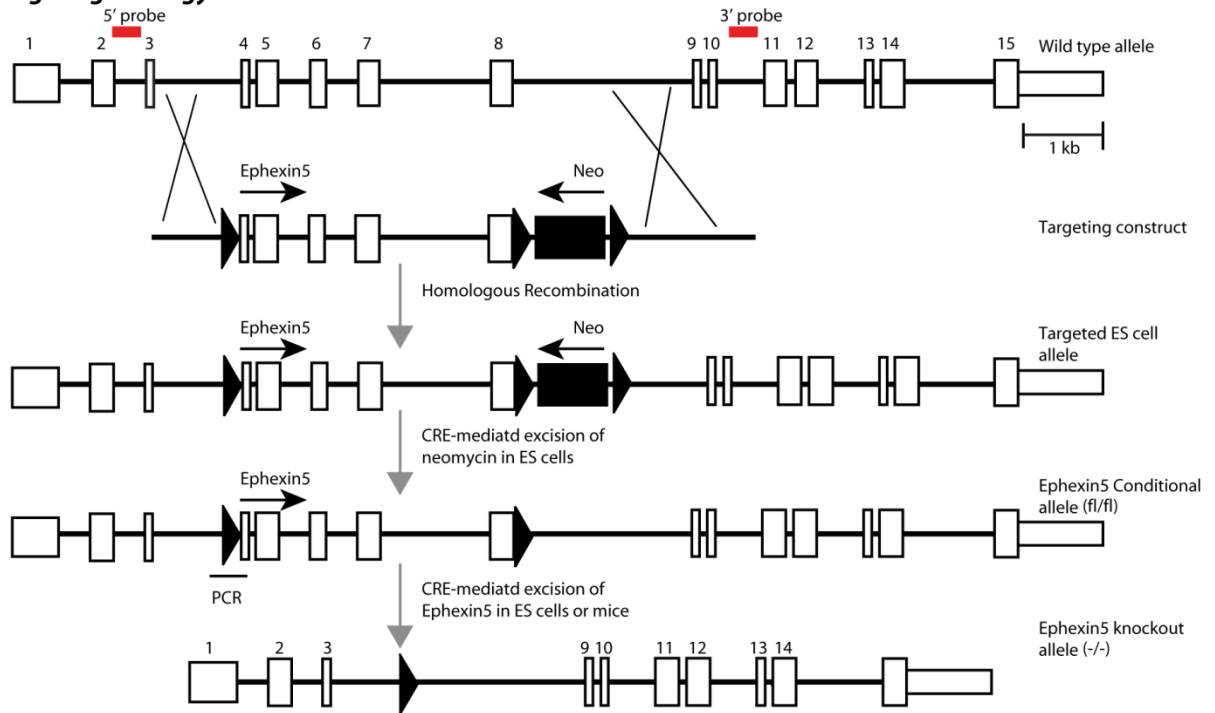 5' probe
3' probe
1 2 3 4 5 6 7 8 9 10 11 12 13 14 15
Wild type allele
1 kb
Ephexin5
Neo
Targeting construct
Homologous Recombination
Ephexin5
Neo
Targeted ES cell
allele
CRE-mediatd excision of
neomycin in ES cells
Ephexin5
Ephexin5 Conditional
allele (fl/fl)
PCR
CRE-mediatd excision of
Ephexin5 in ES cells or mice
Ephexin5 knockout
allele (-/-)
1 2 3 9 10 11 12 13 14